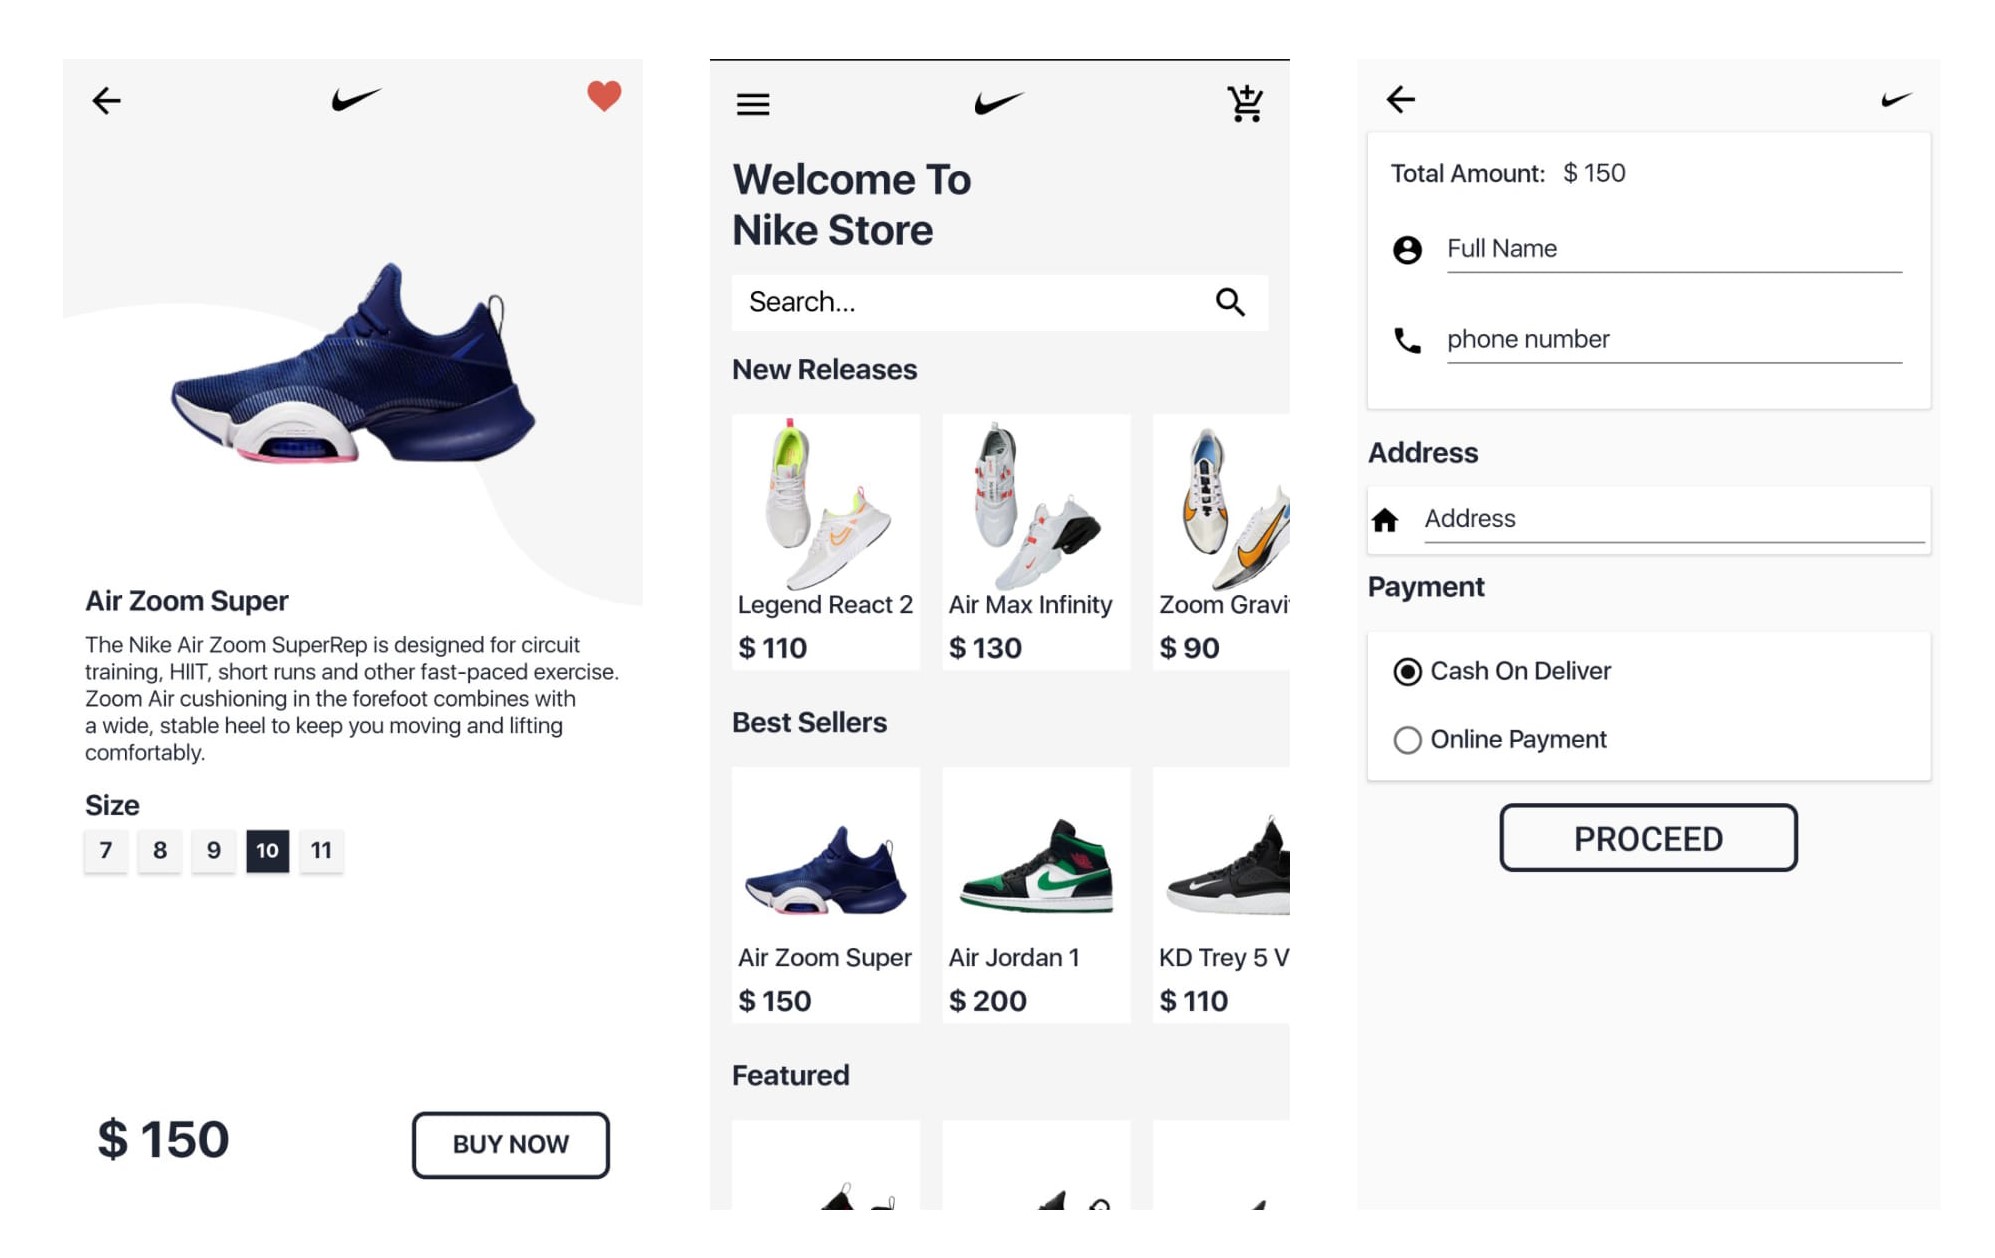 Air Zoom Super
The Nike Air Zoom SuperRep is designed for circuit
training, HIIT, short runs and other fast-paced exercise.
Zoom Air cushioning in the forefoot combines with
a wide, stable heel to keep you moving and lifting
comfortably.
Size
7 8 9 10 11
$ 150
BUY NOW
Welcome To
Nike Store
Search...
New Releases
Legend React 2
$ 110
Air Max Infinity
$ 130
Zoom Gravi
$ 90
Best Sellers
Air Zoom Super
$ 150
Air Jordan 1
$ 200
KD Trey 5 V
$ 110
Featured
Total Amount: $ 150
Full Name
phone number
Address
Address
Payment
Cash On Deliver
Online Payment
PROCEED